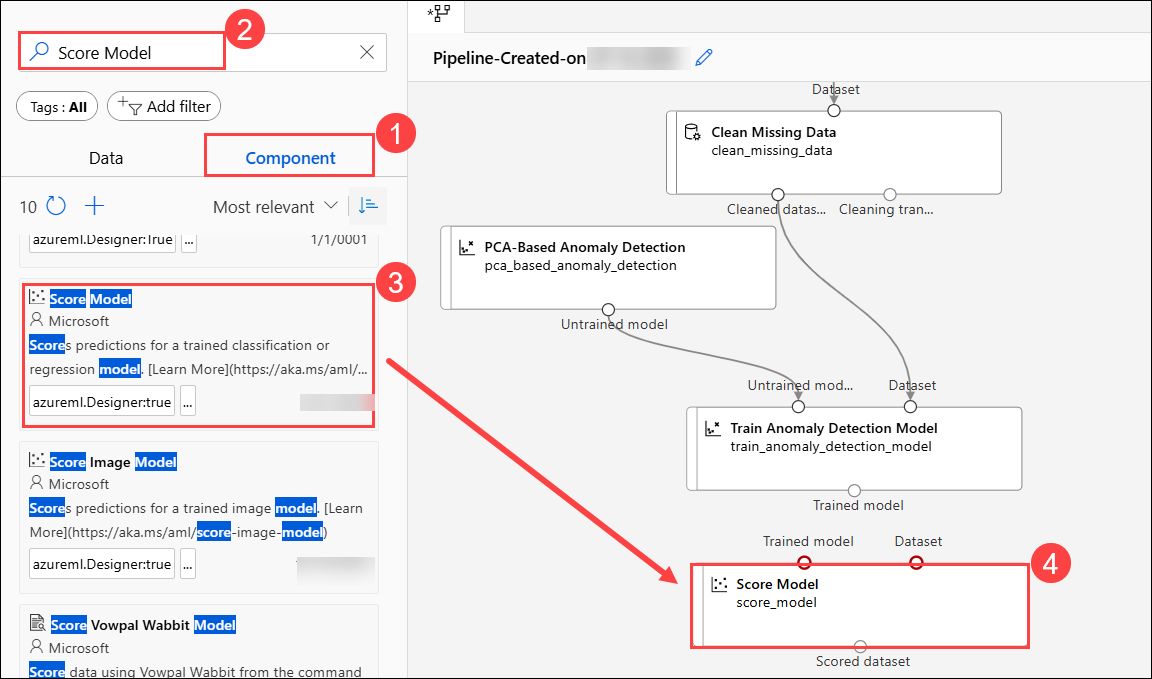 2
Score Model
Tags : All
Add filter
1
Data
Component
10
Most relevant
azureml.Designer:True
...
1/1/0001
3
Score Model
Microsoft
Scores predictions for a trained classification or
regression model. [Learn More](https://aka.ms/aml/...
azureml.Designer:true
...
Score Image Model
Microsoft
Scores predictions for a trained image model. [Learn
More](https://aka.ms/aml/score-image-model)
azureml.Designer:true
...
Score Vowpal Wabbit Model
Microsoft
Score data using Vowpal Wabbit from the command
Pipeline-Created-on
Dataset
Clean Missing Data
clean_missing_data
Cleaned datas...
Cleaning tran...
PCA-Based Anomaly Detection
pca_based_anomaly_detection
Untrained model
Untrained mod...
Dataset
Train Anomaly Detection Model
train_anomaly_detection_model
Trained model
Trained model
Dataset
4
Score Model
score_model
Scored dataset